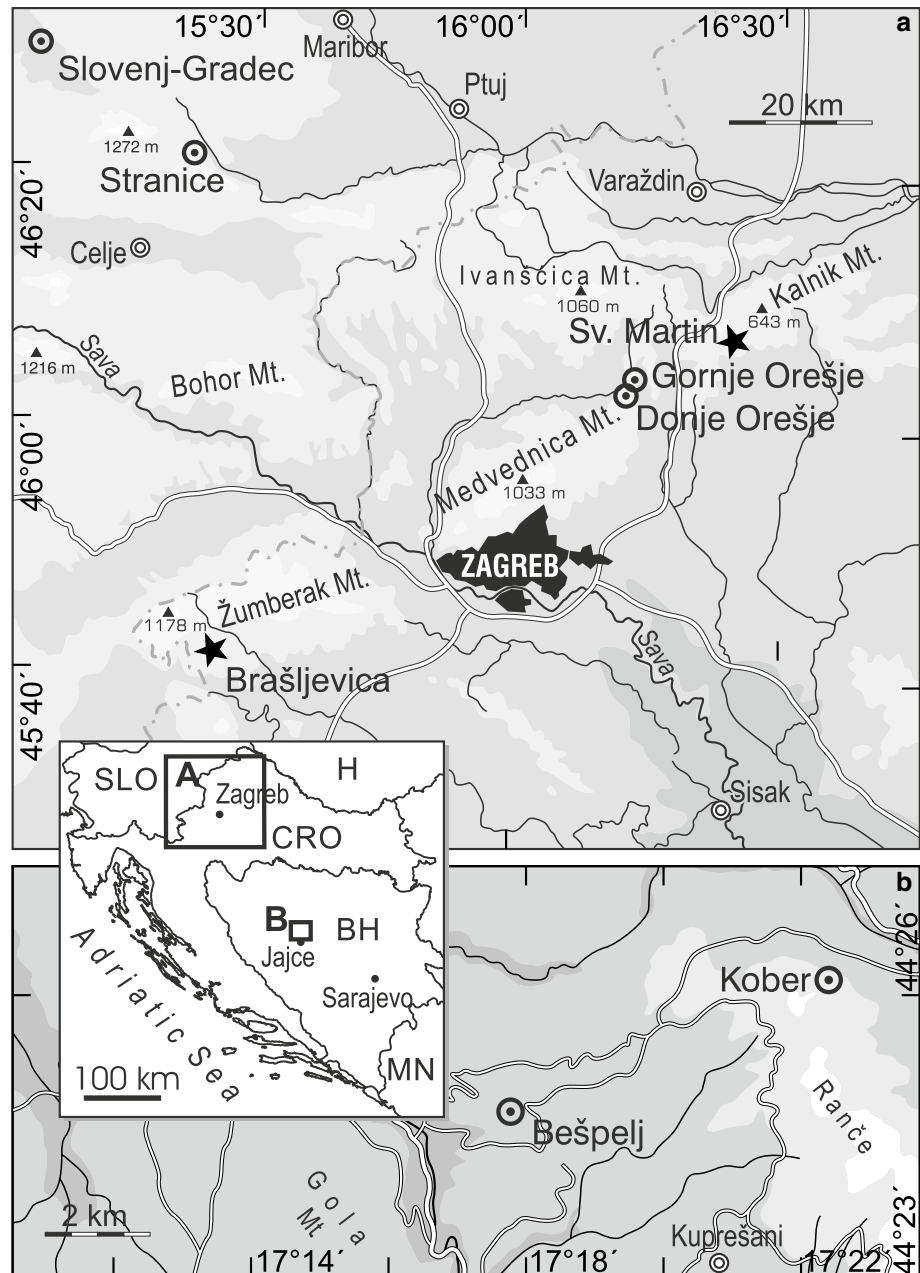 15°30´
16°00´
16°30´
a
Maribor
Slovenj-Gradec
Ptuj
20 km
1272 m
Stranice
Varaždin
46°20´
Celje
Ivanšćica Mt.
Kalnik Mt.
1060 m
643 m
Sv. Martin
Sava
1216 m
Bohor Mt.
Gornje Orešje
Donje Orešje
Medvednica Mt.
46°00´
1033 m
ZAGREB
Žumberak Mt.
1178 m
Sava
Brašljevica
45°40´
Sisak
SLO
A
H
Zagreb
CRO
B
BH
Jajce
Sarajevo
Adriatic Sea
MN
100 km
b
44°26´
Kober
Ranče
Bešpelj
Gola
Mt
2 km
Kuprešani
44°23´
17°14´
17°18´
17°22´